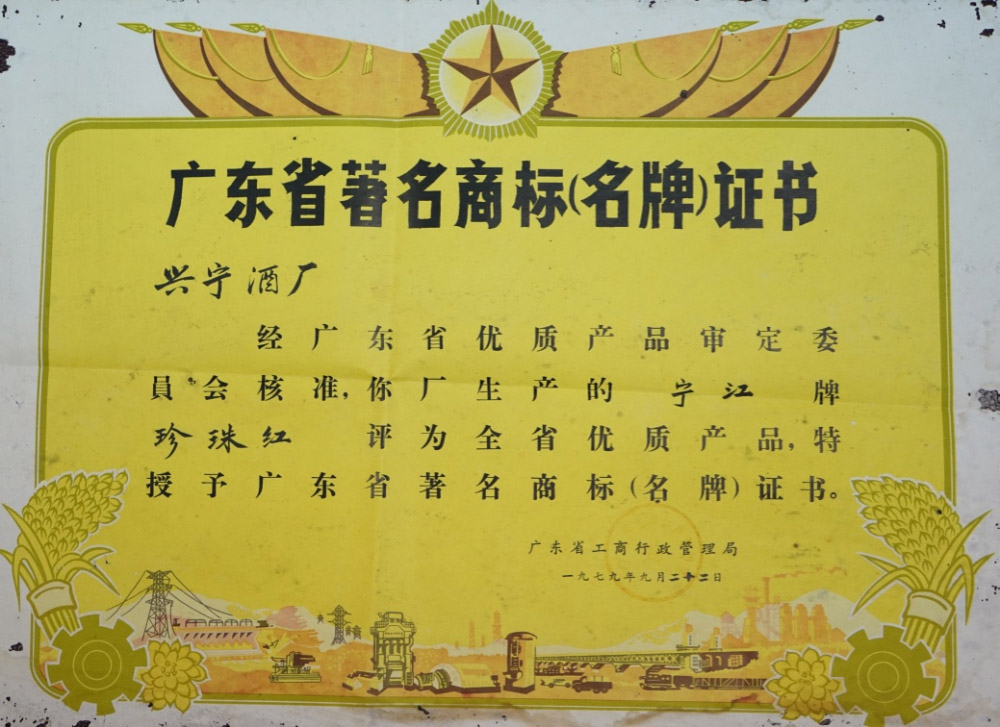 广东省著名商标(名牌)证书
兴宁酒厂
经广东省优质产品审定委
员会核准,你厂生产的宁江牌
珍珠红 评为全省优质产品,特
授予广东省著名商标(名牌)证书。
广东省工商行政管理局
一九七九年九月二十二日